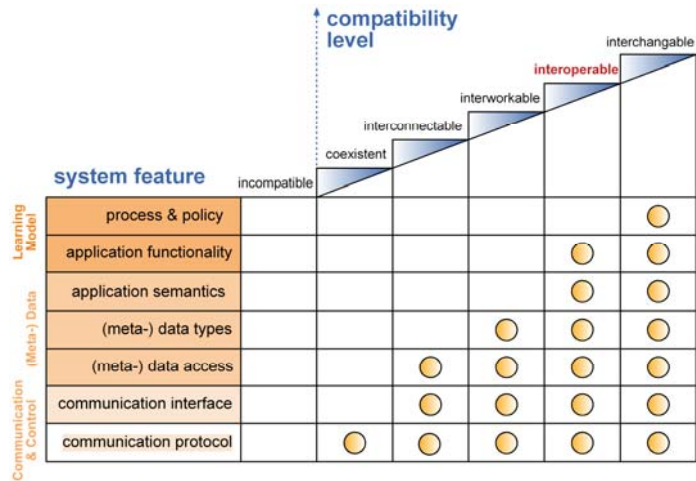 compatibility
level
interchangable
interoperable
interworkable
interconnectable
coexistent
system feature
incompatible
Learning
Model
process & policy
application functionality
(Meta-) Data
application semantics
(meta-) data types
(meta-) data access
Communication
& Control
communication interface
communication protocol